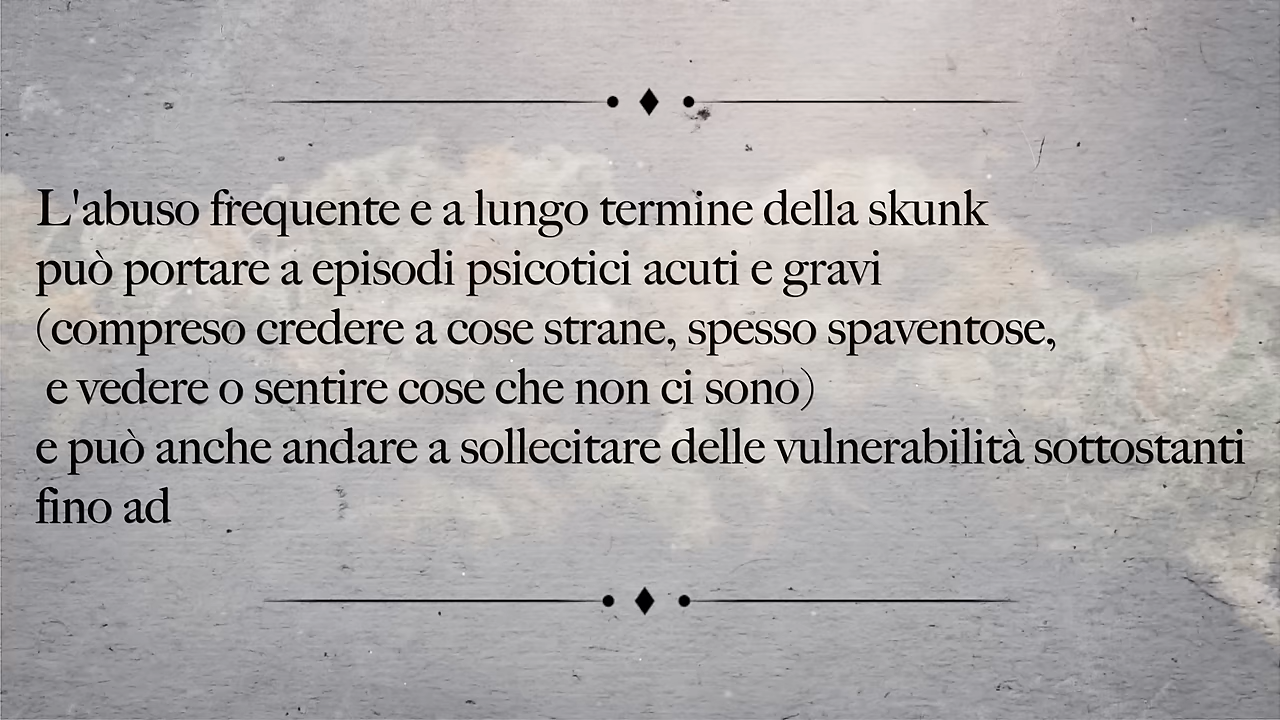 L'abuso frequente e a lungo termine della skunk
può portare a episodi psicotici acuti e gravi
(compreso credere a cose strane, spesso spaventose,
e vedere o sentire cose che non ci sono)
e può anche andare a sollecitare delle vulnerabilità sottostanti
fino ad